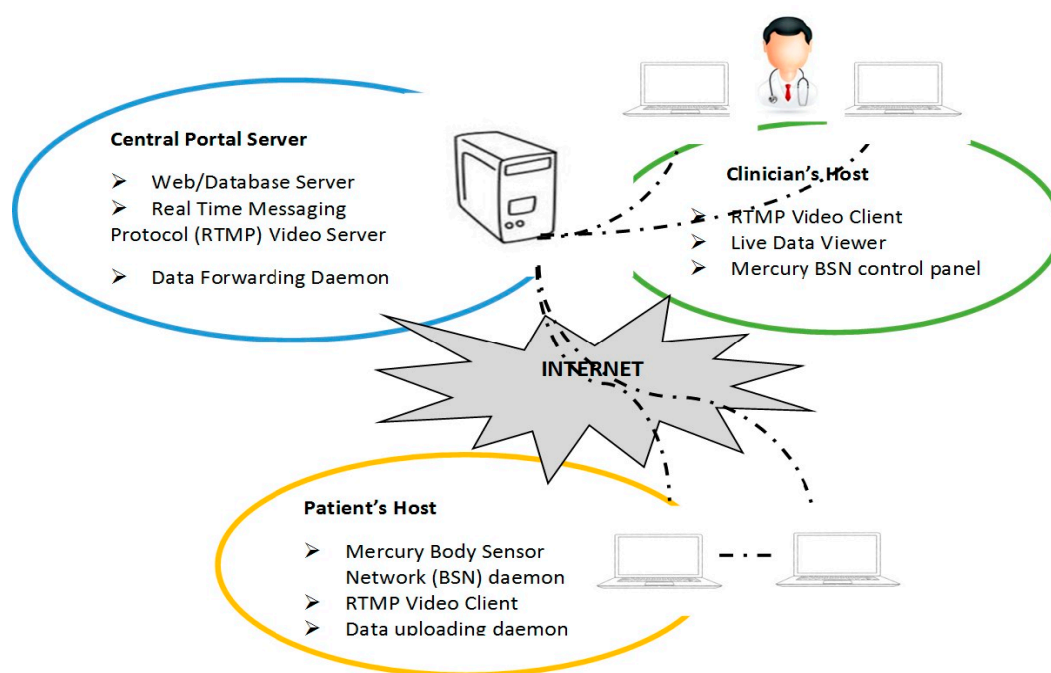 Central Portal Server
➤ Web/Database Server
➤ Real Time Messaging
Protocol (RTMP) Video Server
➤ Data Forwarding Daemon
Clinician's Host
➤ RTMP Video Client
➤ Live Data Viewer
➤ Mercury BSN control panel
INTERNET
Patient's Host
➤ Mercury Body Sensor
Network (BSN) daemon
➤ RTMP Video Client
➤ Data uploading daemon